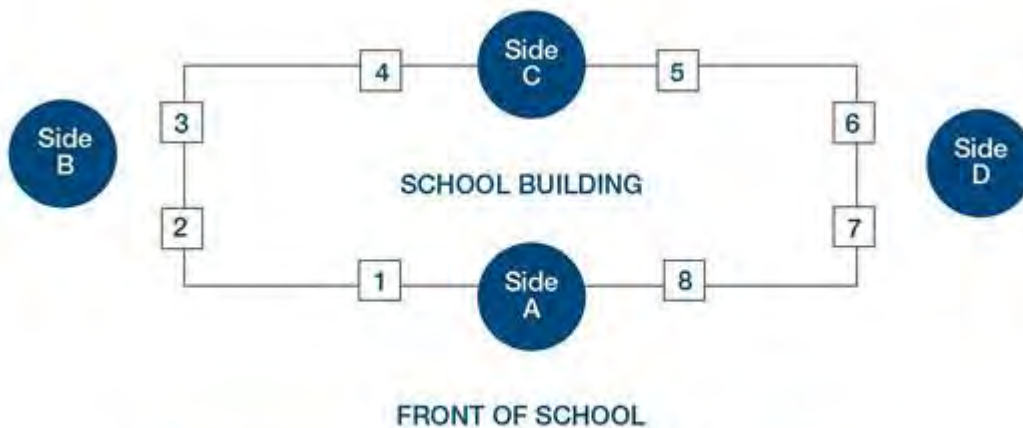 Side
C
4
5
3
6
Side
B
Side
D
SCHOOL BUILDING
2
7
1
Side
A
8
FRONT OF SCHOOL